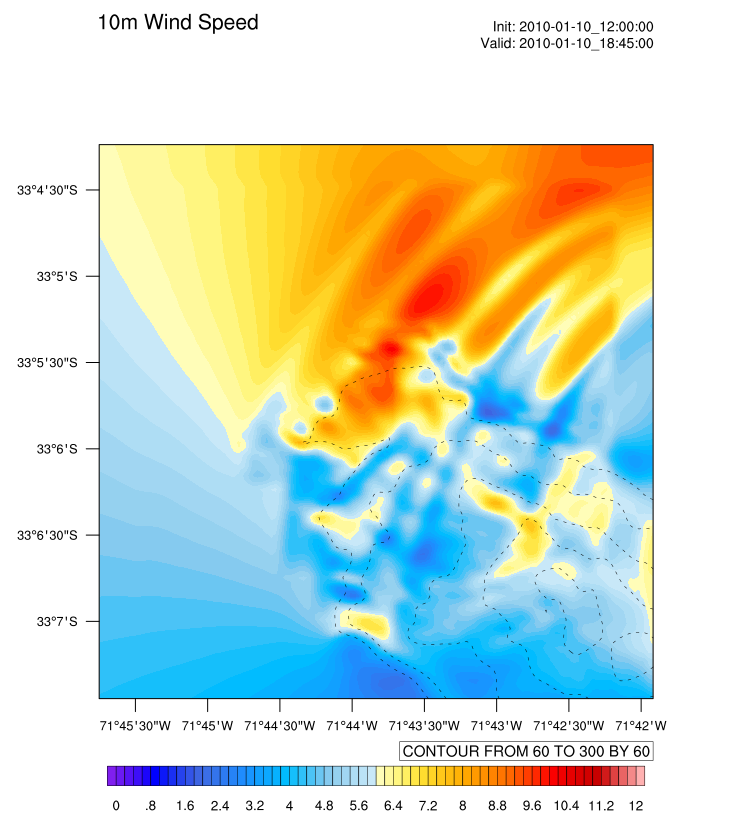 10m Wind Speed
Init: 2010-01-10_12:00:00
Valid: 2010-01-10_18:45:00
33°4'30"S
33°5'S
33°5'30"S
33°6'S
33°6'30"S
33°7'S
71°45'30"W 71°45'W 71°44'30"W 71°44'W 71°43'30"W 71°43'W 71°42'30"W 71°42'W
CONTOUR FROM 60 TO 300 BY 60
0 .8 1.6 2.4 3.2 4 4.8 5.6 6.4 7.2 8 8.8 9.6 10.4 11.2 12